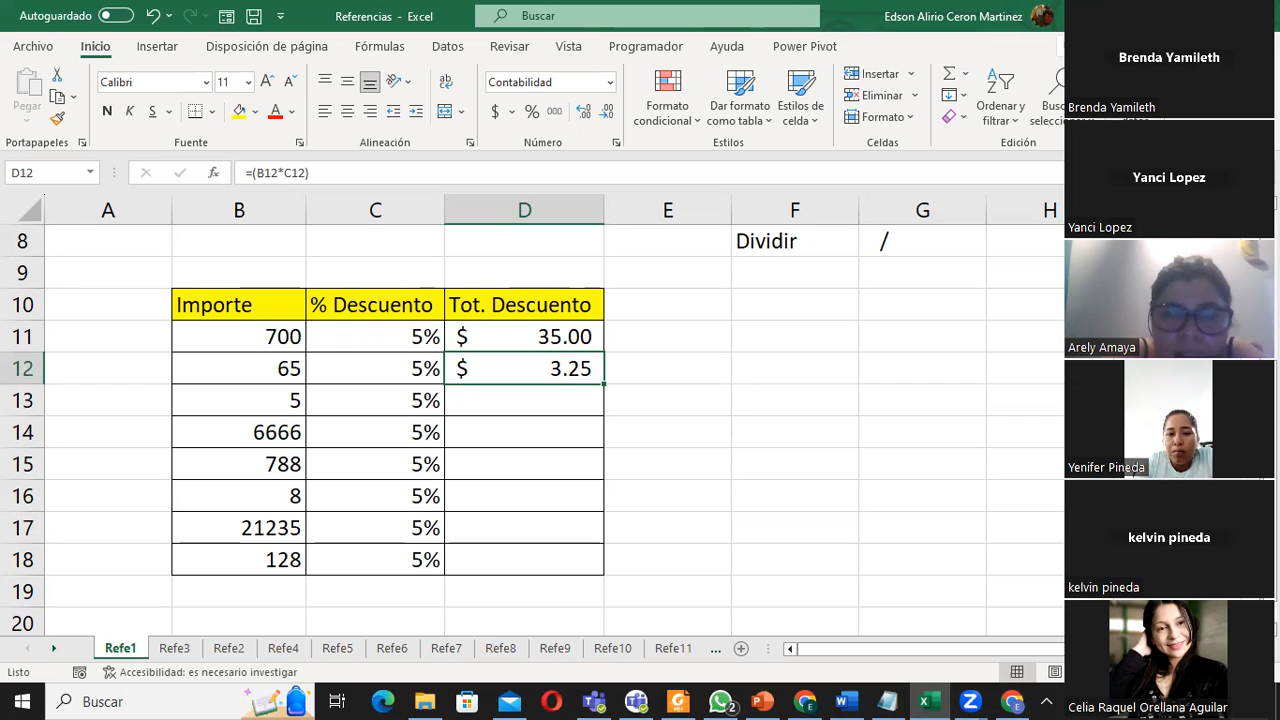 Autoguardado
Referencias - Excel
Buscar
Edson Alirio Ceron Martinez
Archivo Inicio Insertar Disposición de página Fórmulas Datos Revisar Vista Programador Ayuda Power Pivot
Pegar
Calibri 11
N K S
Contabilidad
$ % 000
Formato condicional
Dar formato como tabla
Estilos de celda
Insertar
Eliminar
Formato
Ordenar y filtrar
Portapapeles Fuente Alineación Número Estilos Celdas Edición
D12 fx =(B12*C12)
A B C D E F G H
8 Dividir /
9
10 Importe % Descuento Tot. Descuento
11 700 5% $ 35.00
12 65 5% $ 3.25
13 5 5%
14 6666 5%
15 788 5%
16 8 5%
17 21235 5%
18 128 5%
19
20
Refe1 Refe3 Refe2 Refe4 Refe5 Refe6 Refe7 Refe8 Refe9 Refe10 Refe11 ...
Listo Accesibilidad: es necesario investigar
Buscar
2
Brenda Yamileth
Brenda Yamileth
Yanci Lopez
Yanci Lopez
Arely Amaya
Yenifer Pineda
kelvin pineda
kelvin pineda
Celia Raquel Orellana Aguilar